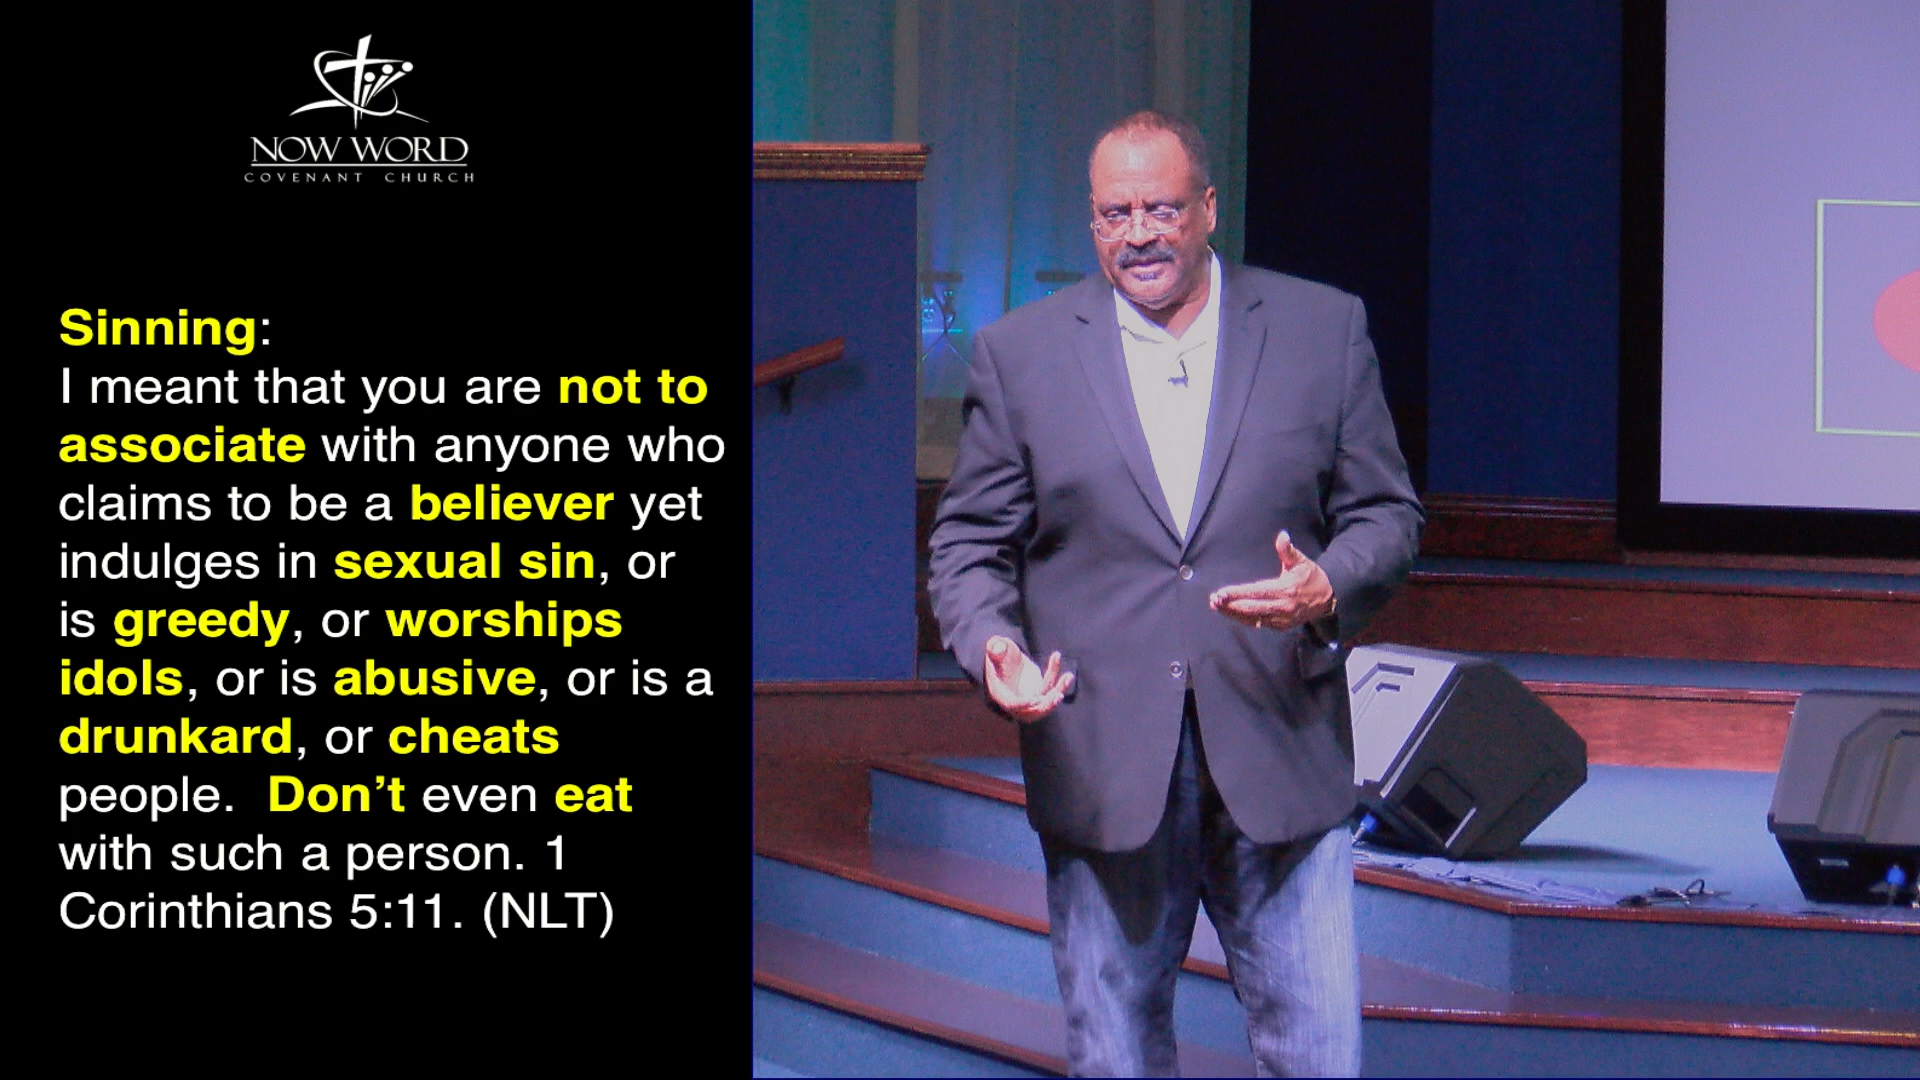 NOW WORD
COVENANT CHURCH
Sinning:
I meant that you are not to
associate with anyone who
claims to be a believer yet
indulges in sexual sin, or
is greedy, or worships
idols, or is abusive, or is a
drunkard, or cheats
people.  Don’t even eat
with such a person. 1
Corinthians 5:11. (NLT)